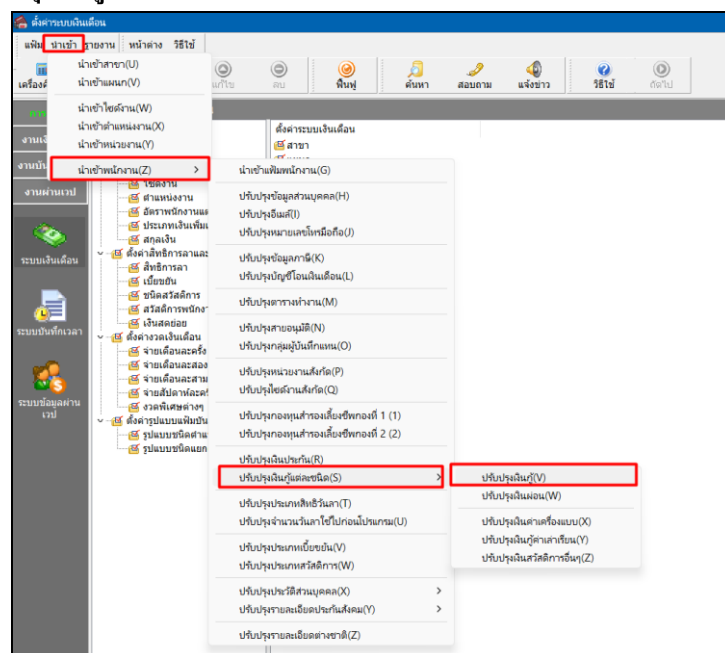 ตั้งค่าระบบเงินเดือน
แฟ้ม นำเข้า รายงาน หน้าต่าง วิธีใช้
แก้ไข ลบ ฟื้นฟู ค้นหา สอบถาม แจ้งข่าว วิธีใช้ ถัดไป
นำเข้าสาขา(U)
นำเข้าแผนก(V)
นำเข้าไซต์งาน(W)
นำเข้าตำแหน่งงาน(X)
นำเข้าหน่วยงาน(Y)
นำเข้าพนักงาน(Z)
งานผ่านเวป
ระบบเงินเดือน
ระบบบันทึกเวลา
ระบบข้อมูลผ่าน
เวป
ตั้งค่าระบบเงินเดือน
สาขา
ไซต์งาน
ตำแหน่งงาน
อัตราพนักงานแต
ประเภทเงินเพิ่มเ
สกุลเงิน
ตั้งค่าสิทธิการลาและ
สิทธิการลา
เบี้ยขยัน
ชนิดสวัสดิการ
สวัสดิการพนักง
เงินสดย่อย
ตั้งค่างวดเงินเดือน
จ่ายเดือนละครั้ง
จ่ายเดือนละสอง
จ่ายเดือนละสาม
จ่ายสัปดาห์ละคร
งวดพิเศษต่างๆ
ตั้งค่ารูปแบบแฟ้มบัน
รูปแบบชนิดตำแ
รูปแบบชนิดแยก
นำเข้าแฟ้มพนักงาน(G)
ปรับปรุงข้อมูลส่วนบุคคล(H)
ปรับปรุงอีเมล์(I)
ปรับปรุงหมายเลขโทรมือถือ(J)
ปรับปรุงข้อมูลภาษี(K)
ปรับปรุงบัญชีโอนเงินเดือน(L)
ปรับปรุงตารางทำงาน(M)
ปรับปรุงสายอนุมัติ(N)
ปรับปรุงกลุ่มผู้บันทึกแทน(O)
ปรับปรุงหน่วยงานสังกัด(P)
ปรับปรุงไซต์งานสังกัด(Q)
ปรับปรุงกองทุนสำรองเลี้ยงชีพกองที่ 1 (1)
ปรับปรุงกองทุนสำรองเลี้ยงชีพกองที่ 2 (2)
ปรับปรุงเงินประกัน(R)
ปรับปรุงเงินกู้แต่ละชนิด(S)
ปรับปรุงประเภทสิทธิวันลา(T)
ปรับปรุงจำนวนวันลาใช้ไปก่อนโปรแกรม(U)
ปรับปรุงประเภทเบี้ยขยัน(V)
ปรับปรุงประเภทสวัสดิการ(W)
ปรับปรุงประวัติส่วนบุคคล(X)
ปรับปรุงรายละเอียดประกันสังคม(Y)
ปรับปรุงรายละเอียดต่างชาติ(Z)
ปรับปรุงเงินกู้(V)
ปรับปรุงเงินผ่อน(W)
ปรับปรุงเงินค่าเครื่องแบบ(X)
ปรับปรุงเงินกู้ค่าเล่าเรียน(Y)
ปรับปรุงเงินสวัสดิการอื่นๆ(Z)